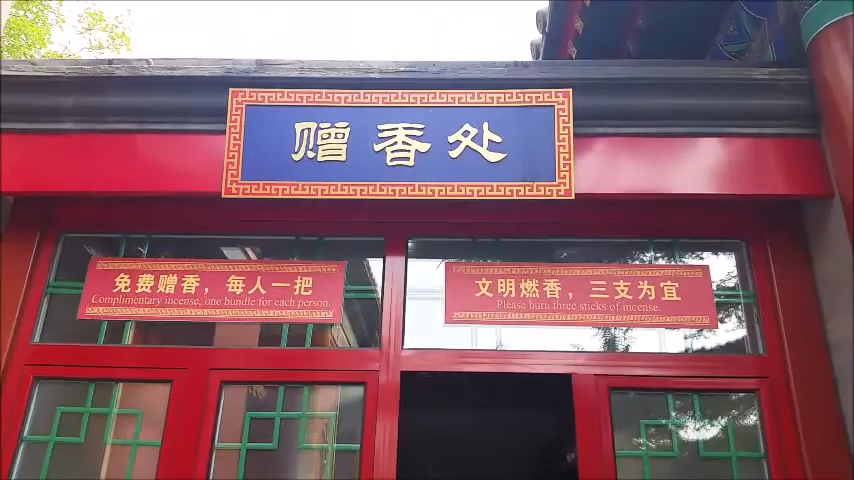 赠香处
免费赠香，每人一把
Complimentary incense, one bundle for each person.
文明燃香，三支为宜
Please burn three sticks of incense.